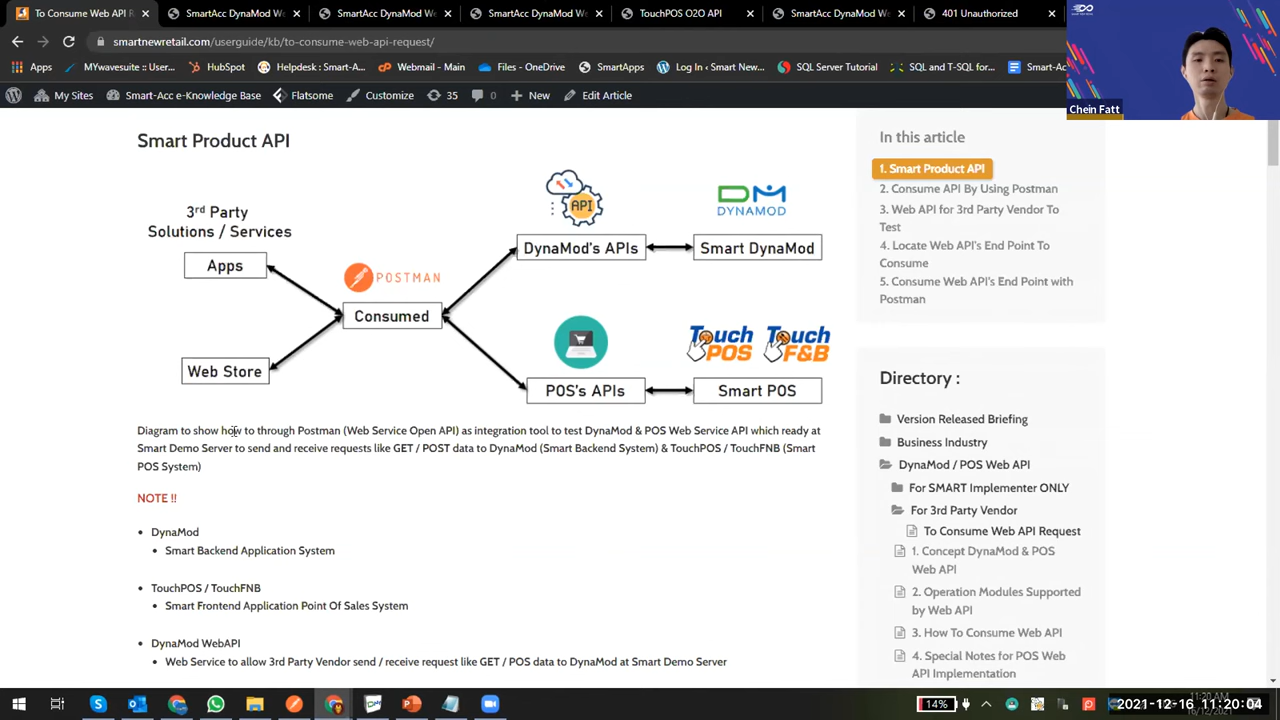 To Consume Web API R
SmartAcc DynaMod W
SmartAcc DynaMod W
SmartAcc DynaMod W
TouchPOS O2O API
SmartAcc DynaMod W
401 Unauthorized
smartnewretail.com/userguide/kb/to-consume-web-api-request/
Apps
MYwavesuite :: User...
HubSpot
Helpdesk : Smart-A...
Webmail - Main
Files - OneDrive
SmartApps
Log In ‹ Smart New...
SQL Server Tutorial
SQL and T-SQL for...
Smart-Ac
My Sites
Smart-Acc e-Knowledge Base
Flatsome
Customize
35
0
New
Edit Article
Chein Fatt
Smart Product API
3rd Party
Solutions / Services
Apps
Web Store
POSTMAN
Consumed
API
DynaMod's APIs
DM
DYNAMOD
Smart DynaMod
POS's APIs
Touch POS
Touch F&B
Smart POS
Diagram to show how to through Postman (Web Service Open API) as integration tool to test DynaMod & POS Web Service API which ready at
Smart Demo Server to send and receive requests like GET / POST data to DynaMod (Smart Backend System) & TouchPOS / TouchFNB (Smart
POS System)
NOTE !!
DynaMod
Smart Backend Application System
TouchPOS / TouchFNB
Smart Frontend Application Point Of Sales System
DynaMod WebAPI
Web Service to allow 3rd Party Vendor send / receive request like GET / POS data to DynaMod at Smart Demo Server
In this article
1. Smart Product API
2. Consume API By Using Postman
3. Web API for 3rd Party Vendor To
Test
4. Locate Web API's End Point To
Consume
5. Consume Web API's End Point with
Postman
Directory :
Version Released Briefing
Business Industry
DynaMod / POS Web API
For SMART Implementer ONLY
For 3rd Party Vendor
To Consume Web API Request
1. Concept DynaMod & POS
Web API
2. Operation Modules Supported
by Web API
3. How To Consume Web API
4. Special Notes for POS Web
API Implementation
14%
2021-12-16 11:20:04